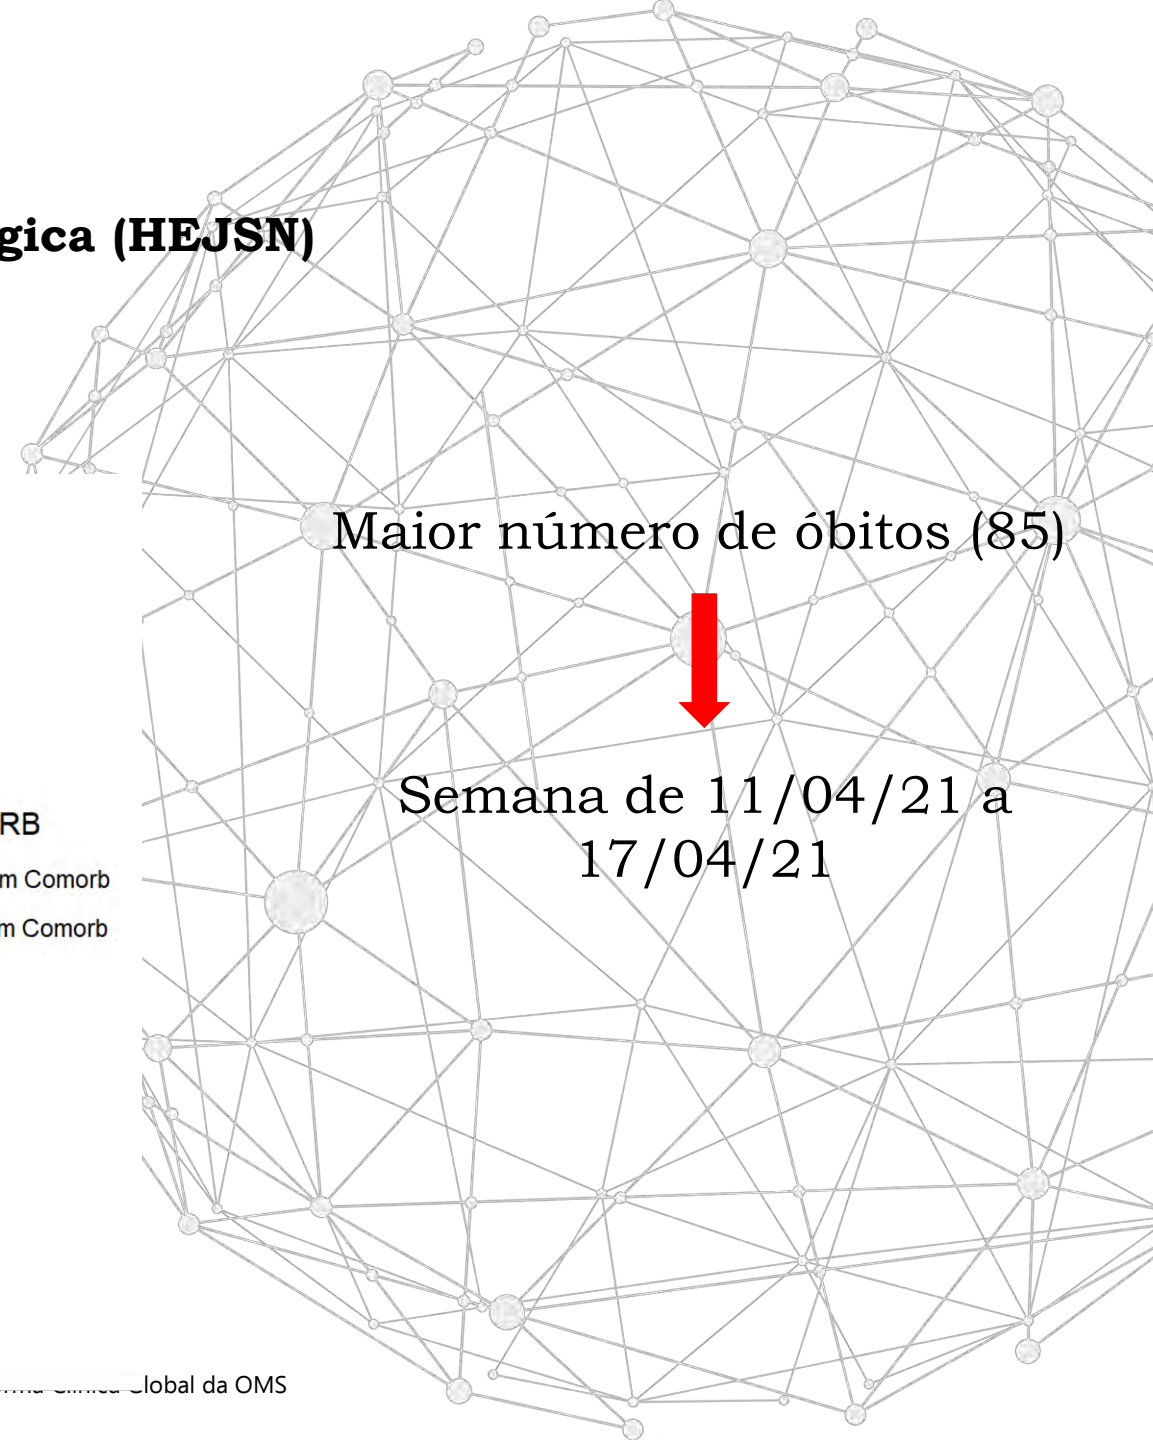 gica (HEJSN)
Maior número de óbitos (85)
Semana de 11/04/21 a
17/04/21
RB
m Comorb
m Comorb
Global da OMS